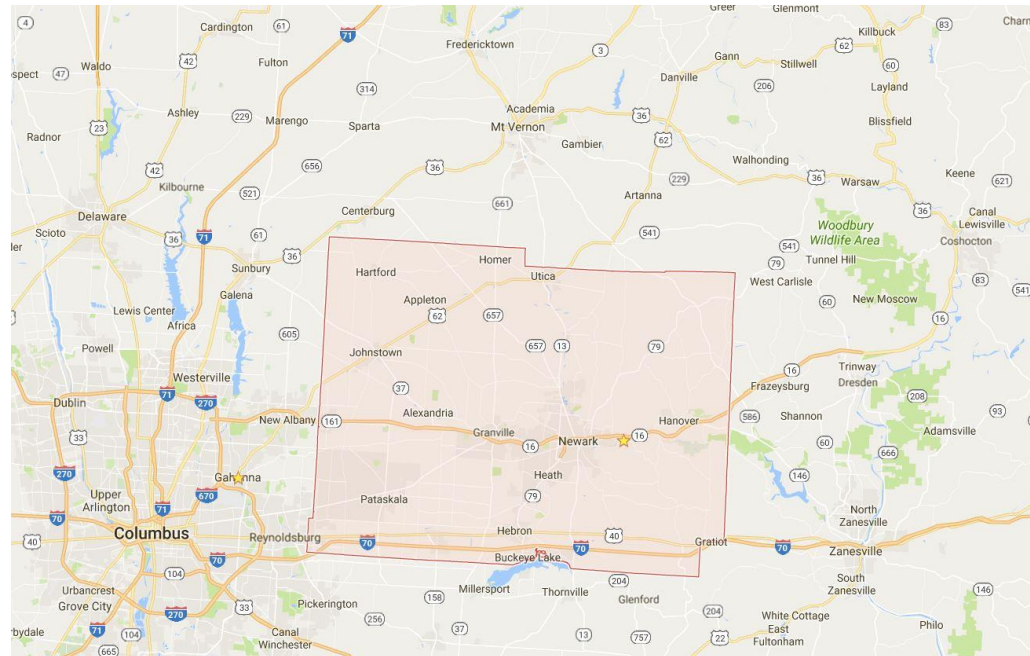 Cardington
Greer
Glenmont
4
71
83
Charm
Waldo
42
Fulton
Fredericktown
3
Killbuck
62
Gann
Stillwell
60
47
314
Danville
206
Layland
Ashley
229
Marengo
Sparta
Academia
36
Mt Vernon
Blissfield
Radnor
23
62
Gambier
Walhonding
656
36
42
Kilbourne
521
229
36
Warsaw
Keene
621
Artanna
Delaware
Centerburg
661
36
Canal
Lewisville
Scioto
36
71
61
541
Woodbury
Wildlife Area
541
Coshocton
36
Sunbury
Homer
79
Tunnel Hill
Hartford
Utica
83
Galena
West Carlisle
541
Appleton
60
New Moscow
Lewis Center
62
657
16
Africa
605
Powell
Johnstown
657
13
79
Westerville
16
Trinway
Dresden
37
Frazeysburg
71
270
208
Dublin
New Albany
161
Alexandria
Hanover
586
Shannon
93
33
Granville
16
Newark
16
60
Adamsville
666
270
Gahanna
Heath
146
670
Upper
Arlington
71
79
Pataskala
North
Zanesville
70
Columbus
Hebron
40
Reynoldsburg
70
70
Gratiot
70
Zanesville
40
70
Buckeye Lake
104
204
South
Zanesville
Urbancrest
Millersport
Thornville
146
Grove City
33
Pickerington
158
Glenford
270
256
204
White Cottage
71
104
Canal
Winchester
37
13
757
22
East
Fultonham
Philo
665